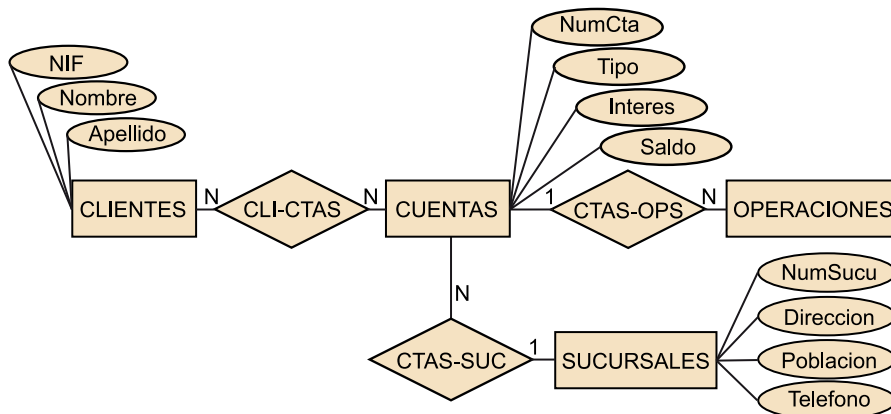 NumCta
NIF
Tipo
Nombre
Interes
Apellido
Saldo
CLIENTES N CLI-CTAS N CUENTAS 1 CTAS-OPS N OPERACIONES
N
NumSucu
Direccion
CTAS-SUC 1 SUCURSALES Poblacion
Telefono